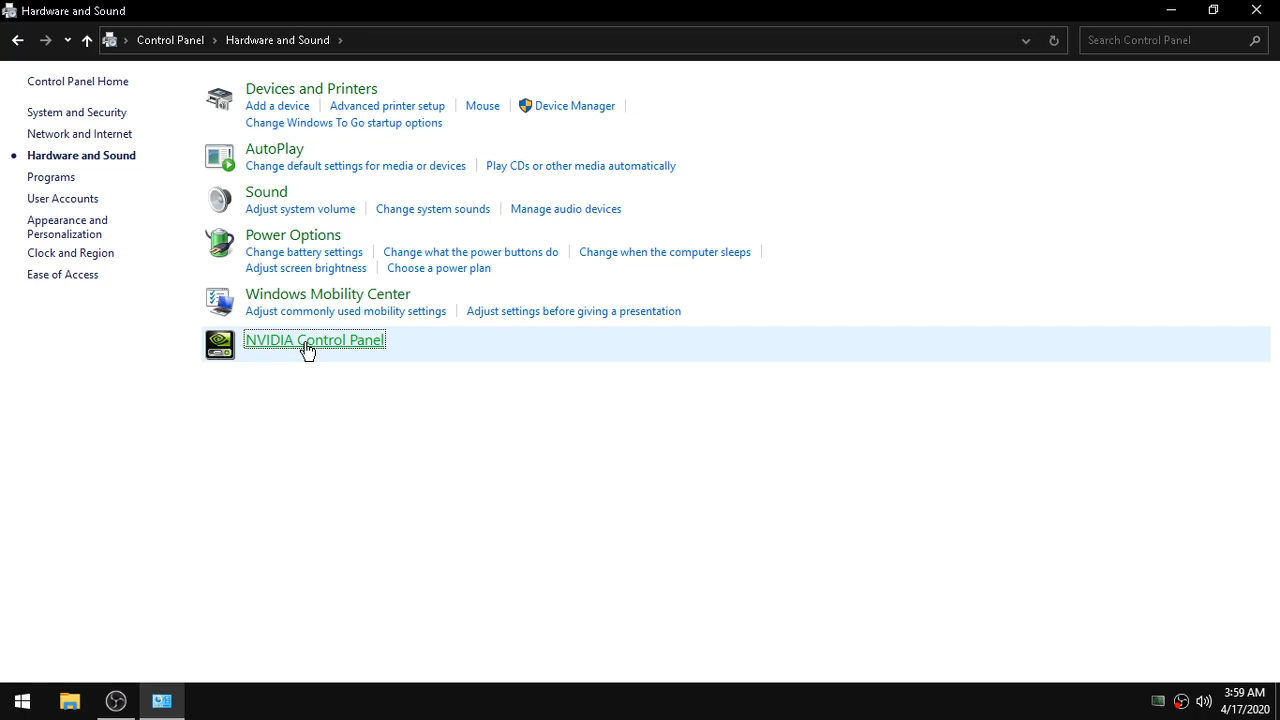 Hardware and Sound
Control Panel > Hardware and Sound >
Search Control Panel
Control Panel Home
System and Security
Network and Internet
Hardware and Sound
Programs
User Accounts
Appearance and
Personalization
Clock and Region
Ease of Access
Devices and Printers
Add a device | Advanced printer setup | Mouse | Device Manager |
Change Windows To Go startup options
AutoPlay
Change default settings for media or devices | Play CDs or other media automatically
Sound
Adjust system volume | Change system sounds | Manage audio devices
Power Options
Change battery settings | Change what the power buttons do | Change when the computer sleeps |
Adjust screen brightness | Choose a power plan
Windows Mobility Center
Adjust commonly used mobility settings | Adjust settings before giving a presentation
NVIDIA Control Panel
3:59 AM
4/17/2020